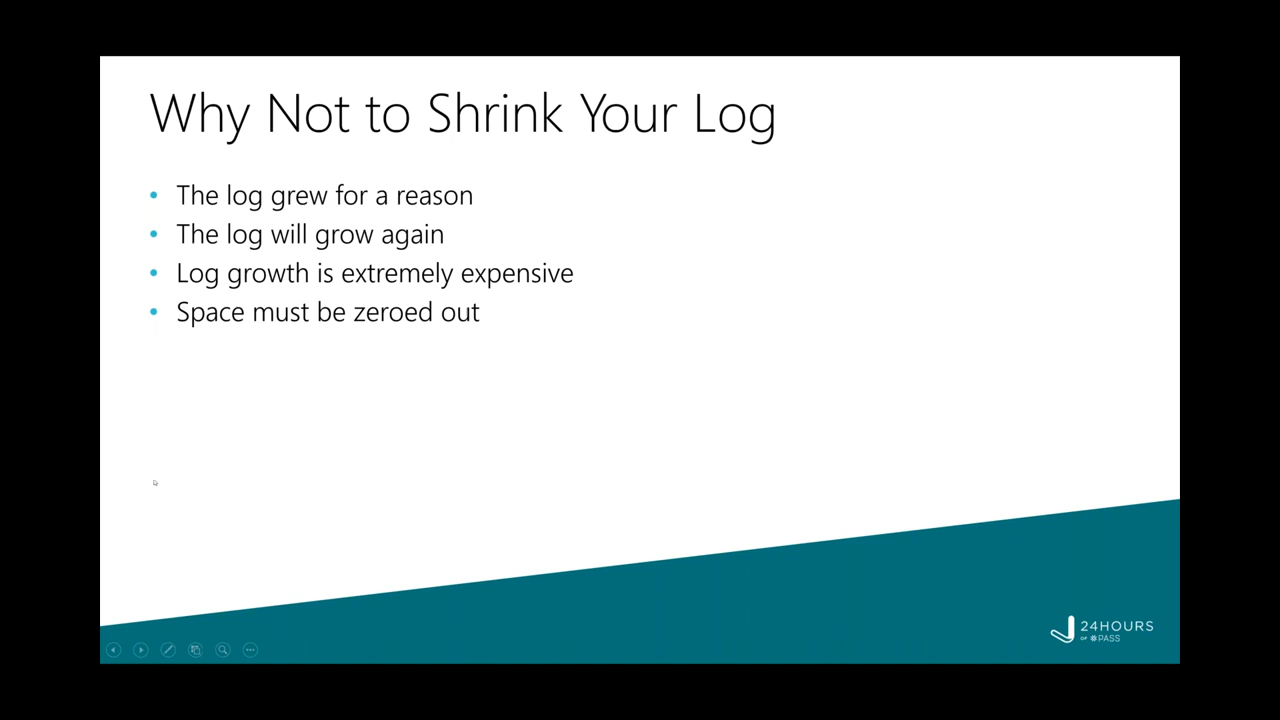 Why Not to Shrink Your Log
• The log grew for a reason
• The log will grow again
• Log growth is extremely expensive
• Space must be zeroed out
24HOURS
OF PASS